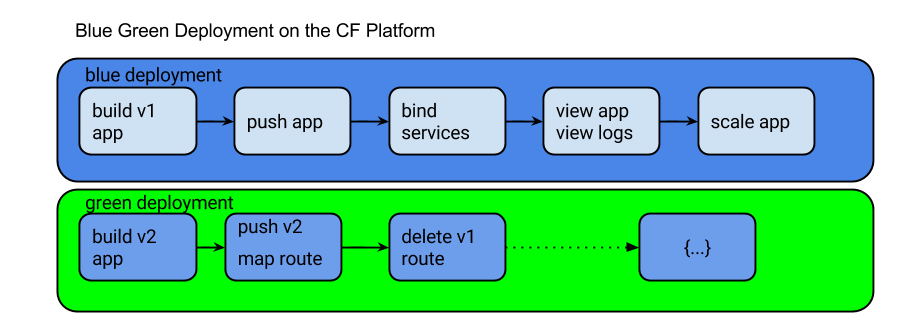 Blue Green Deployment on the CF Platform
blue deployment
build v1
app
push app
bind
services
view app
view logs
scale app
green deployment
build v2
app
push v2
map route
delete v1
route
{...}